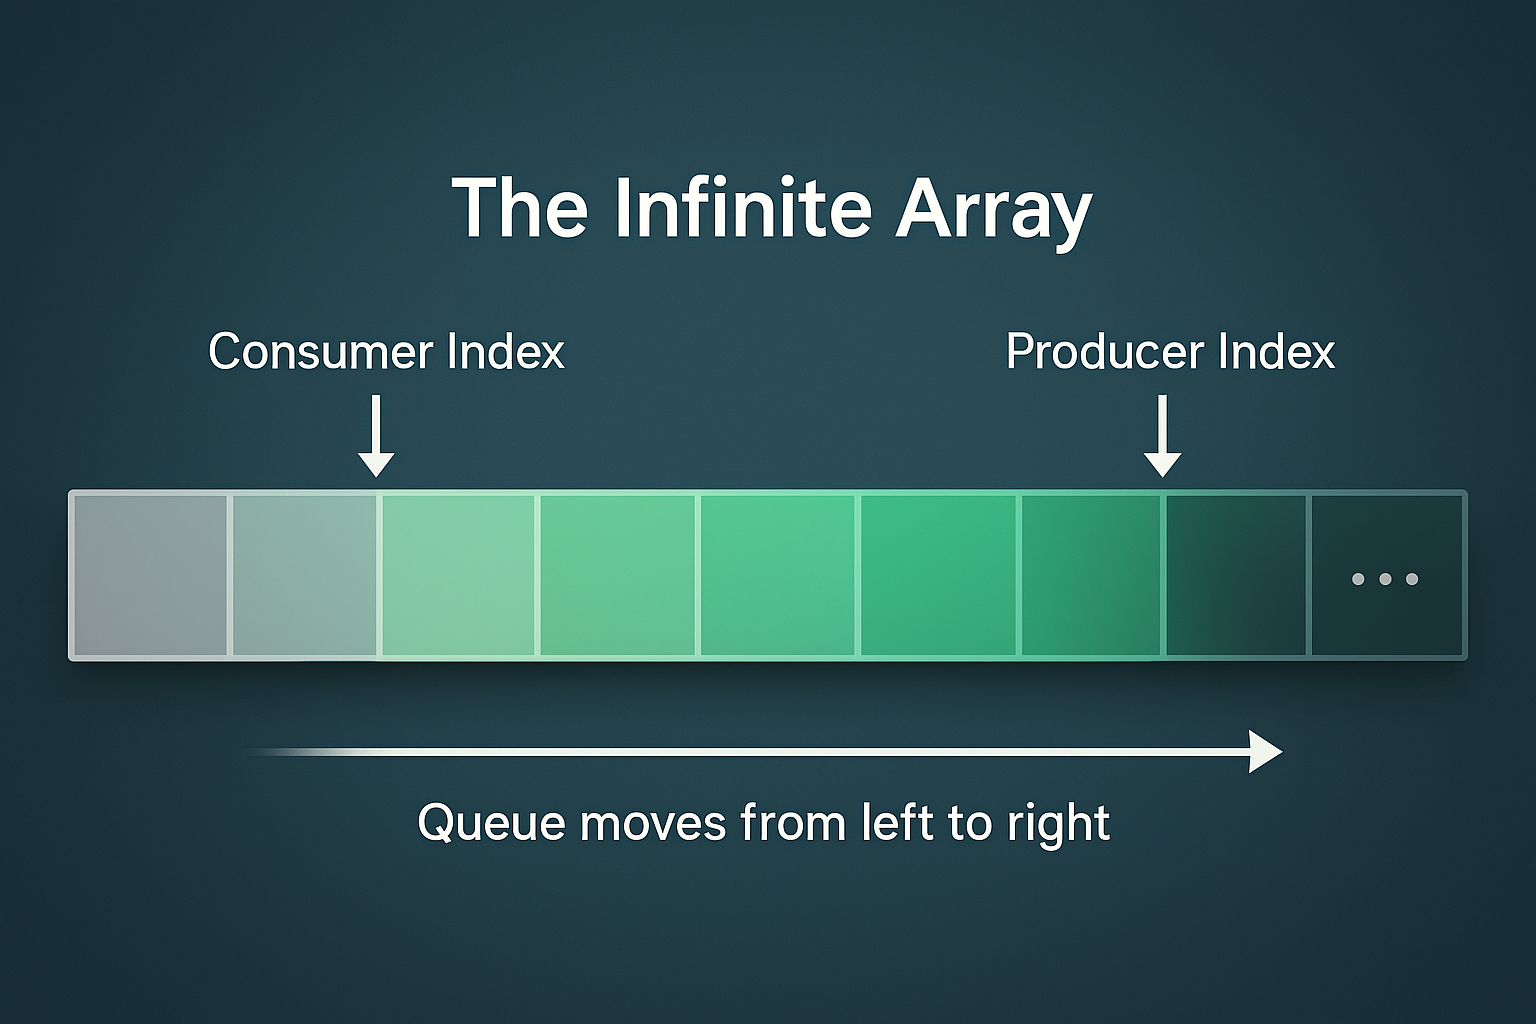 The Infinite Array
Consumer Index
Producer Index
Queue moves from left to right